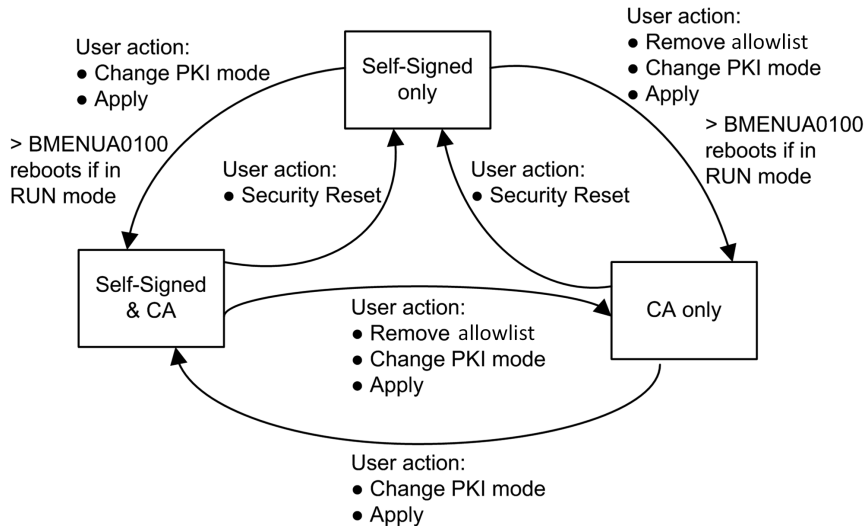 User action:
● Change PKI mode
● Apply
> BMENUA0100
reboots if in
RUN mode
Self-Signed
only
User action:
● Remove allowlist
● Change PKI mode
● Apply
> BMENUA0100
reboots if in
RUN mode
User action:
● Security Reset
User action:
● Security Reset
Self-Signed
& CA
User action:
● Remove allowlist
● Change PKI mode
● Apply
CA only
User action:
● Change PKI mode
● Apply